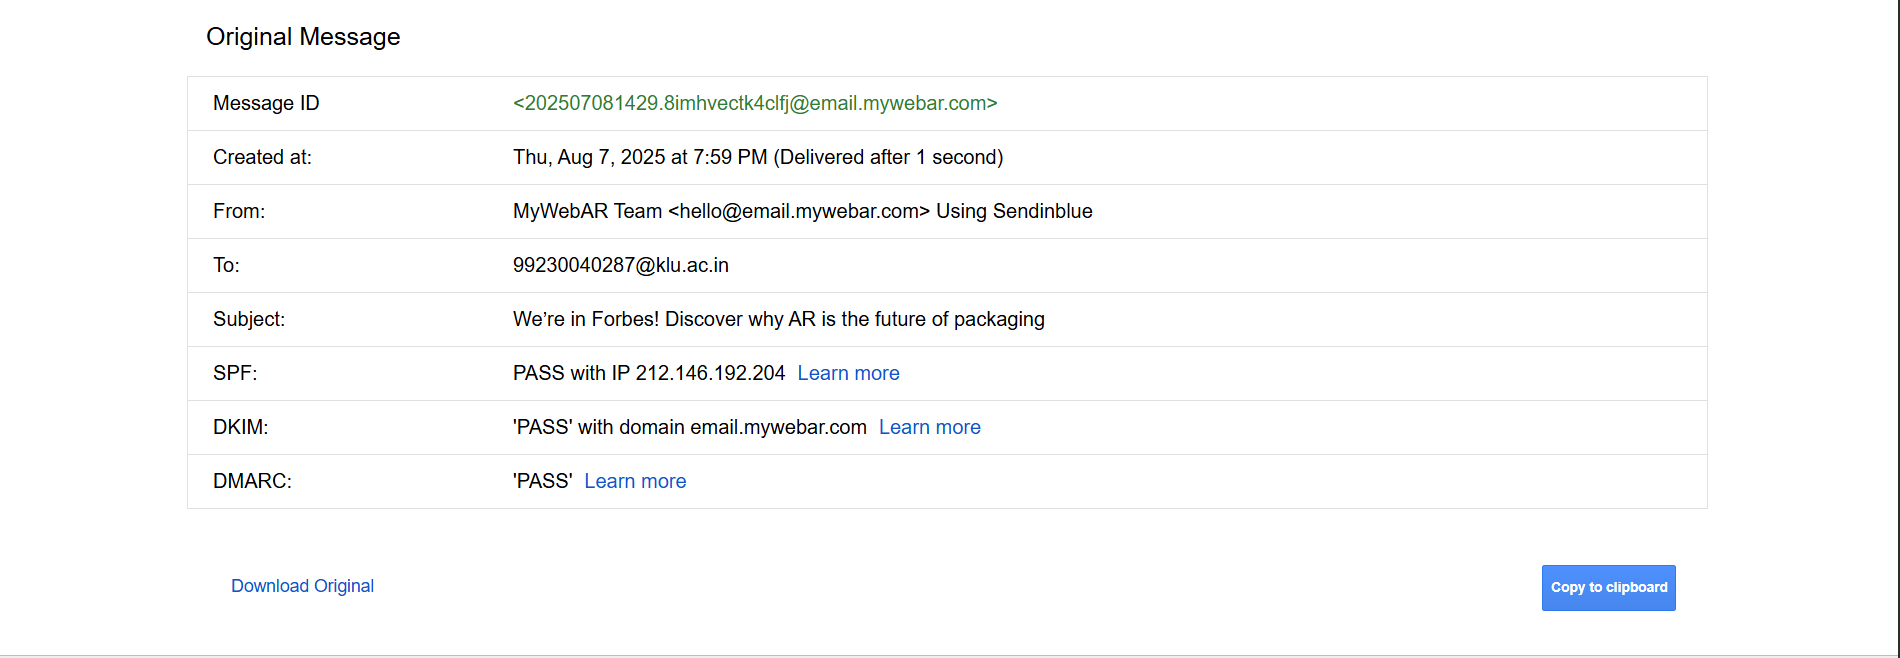 Original Message
Message ID <202507081429.8imhvectk4clfj@email.mywebar.com>
Created at: Thu, Aug 7, 2025 at 7:59 PM (Delivered after 1 second)
From: MyWebAR Team <hello@email.mywebar.com> Using Sendinblue
To: 99230040287@klu.ac.in
Subject: We’re in Forbes! Discover why AR is the future of packaging
SPF: PASS with IP 212.146.192.204 Learn more
DKIM: 'PASS' with domain email.mywebar.com Learn more
DMARC: 'PASS' Learn more
Download Original Copy to clipboard